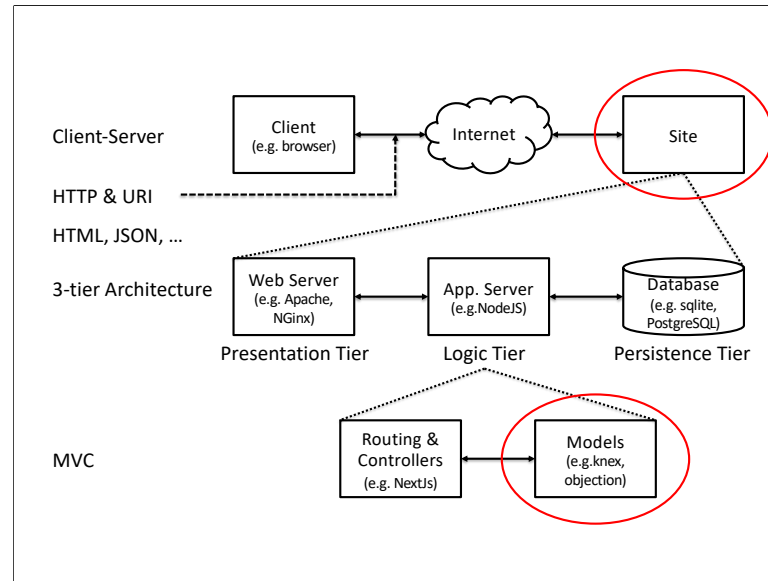 Client-Server
Client
(e.g. browser)
Internet
Site
HTTP & URI
HTML, JSON, ...
3-tier Architecture
Web Server
(e.g. Apache,
NGinx)
App. Server
(e.g.NodeJS)
Database
(e.g. sqlite,
PostgreSQL)
Presentation Tier
Logic Tier
Persistence Tier
MVC
Routing &
Controllers
(e.g. NextJs)
Models
(e.g.knex,
objection)